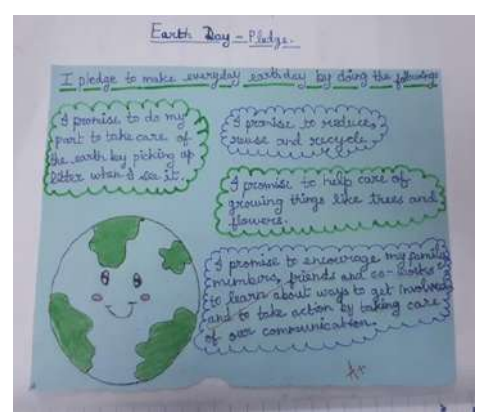 Earth Day - Pledge.
I pledge to make everyday earthday by doing the followings
I promise to do my
part to take care of
the earth by picking up
litter when I see it.
I promise to reduce,
reuse and recycle
I promise to help care of
growing things like trees and
flowers.
I promise to encourage my family
mumbers, friends and co-works
to learn about ways to get involved
and to take action by taking care
of our communication.